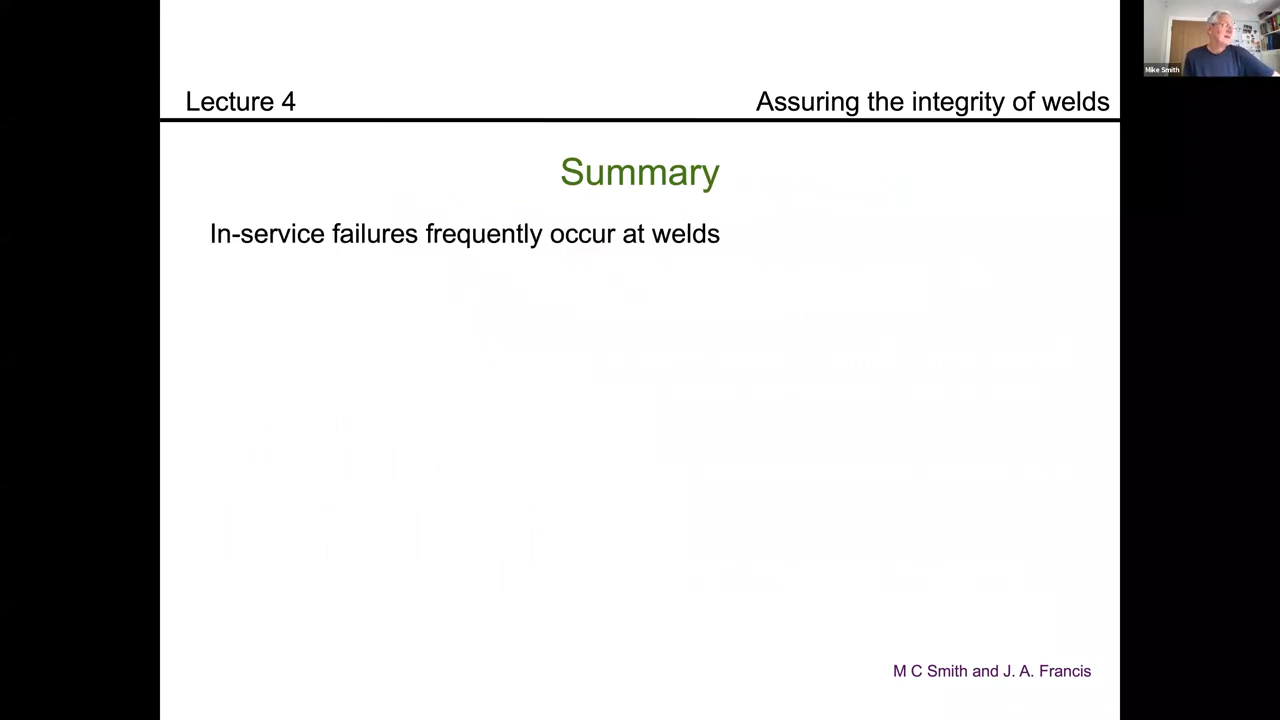 Lecture 4
Assuring the integrity of welds
Summary
In-service failures frequently occur at welds
M C Smith and J. A. Francis
Mike Smith